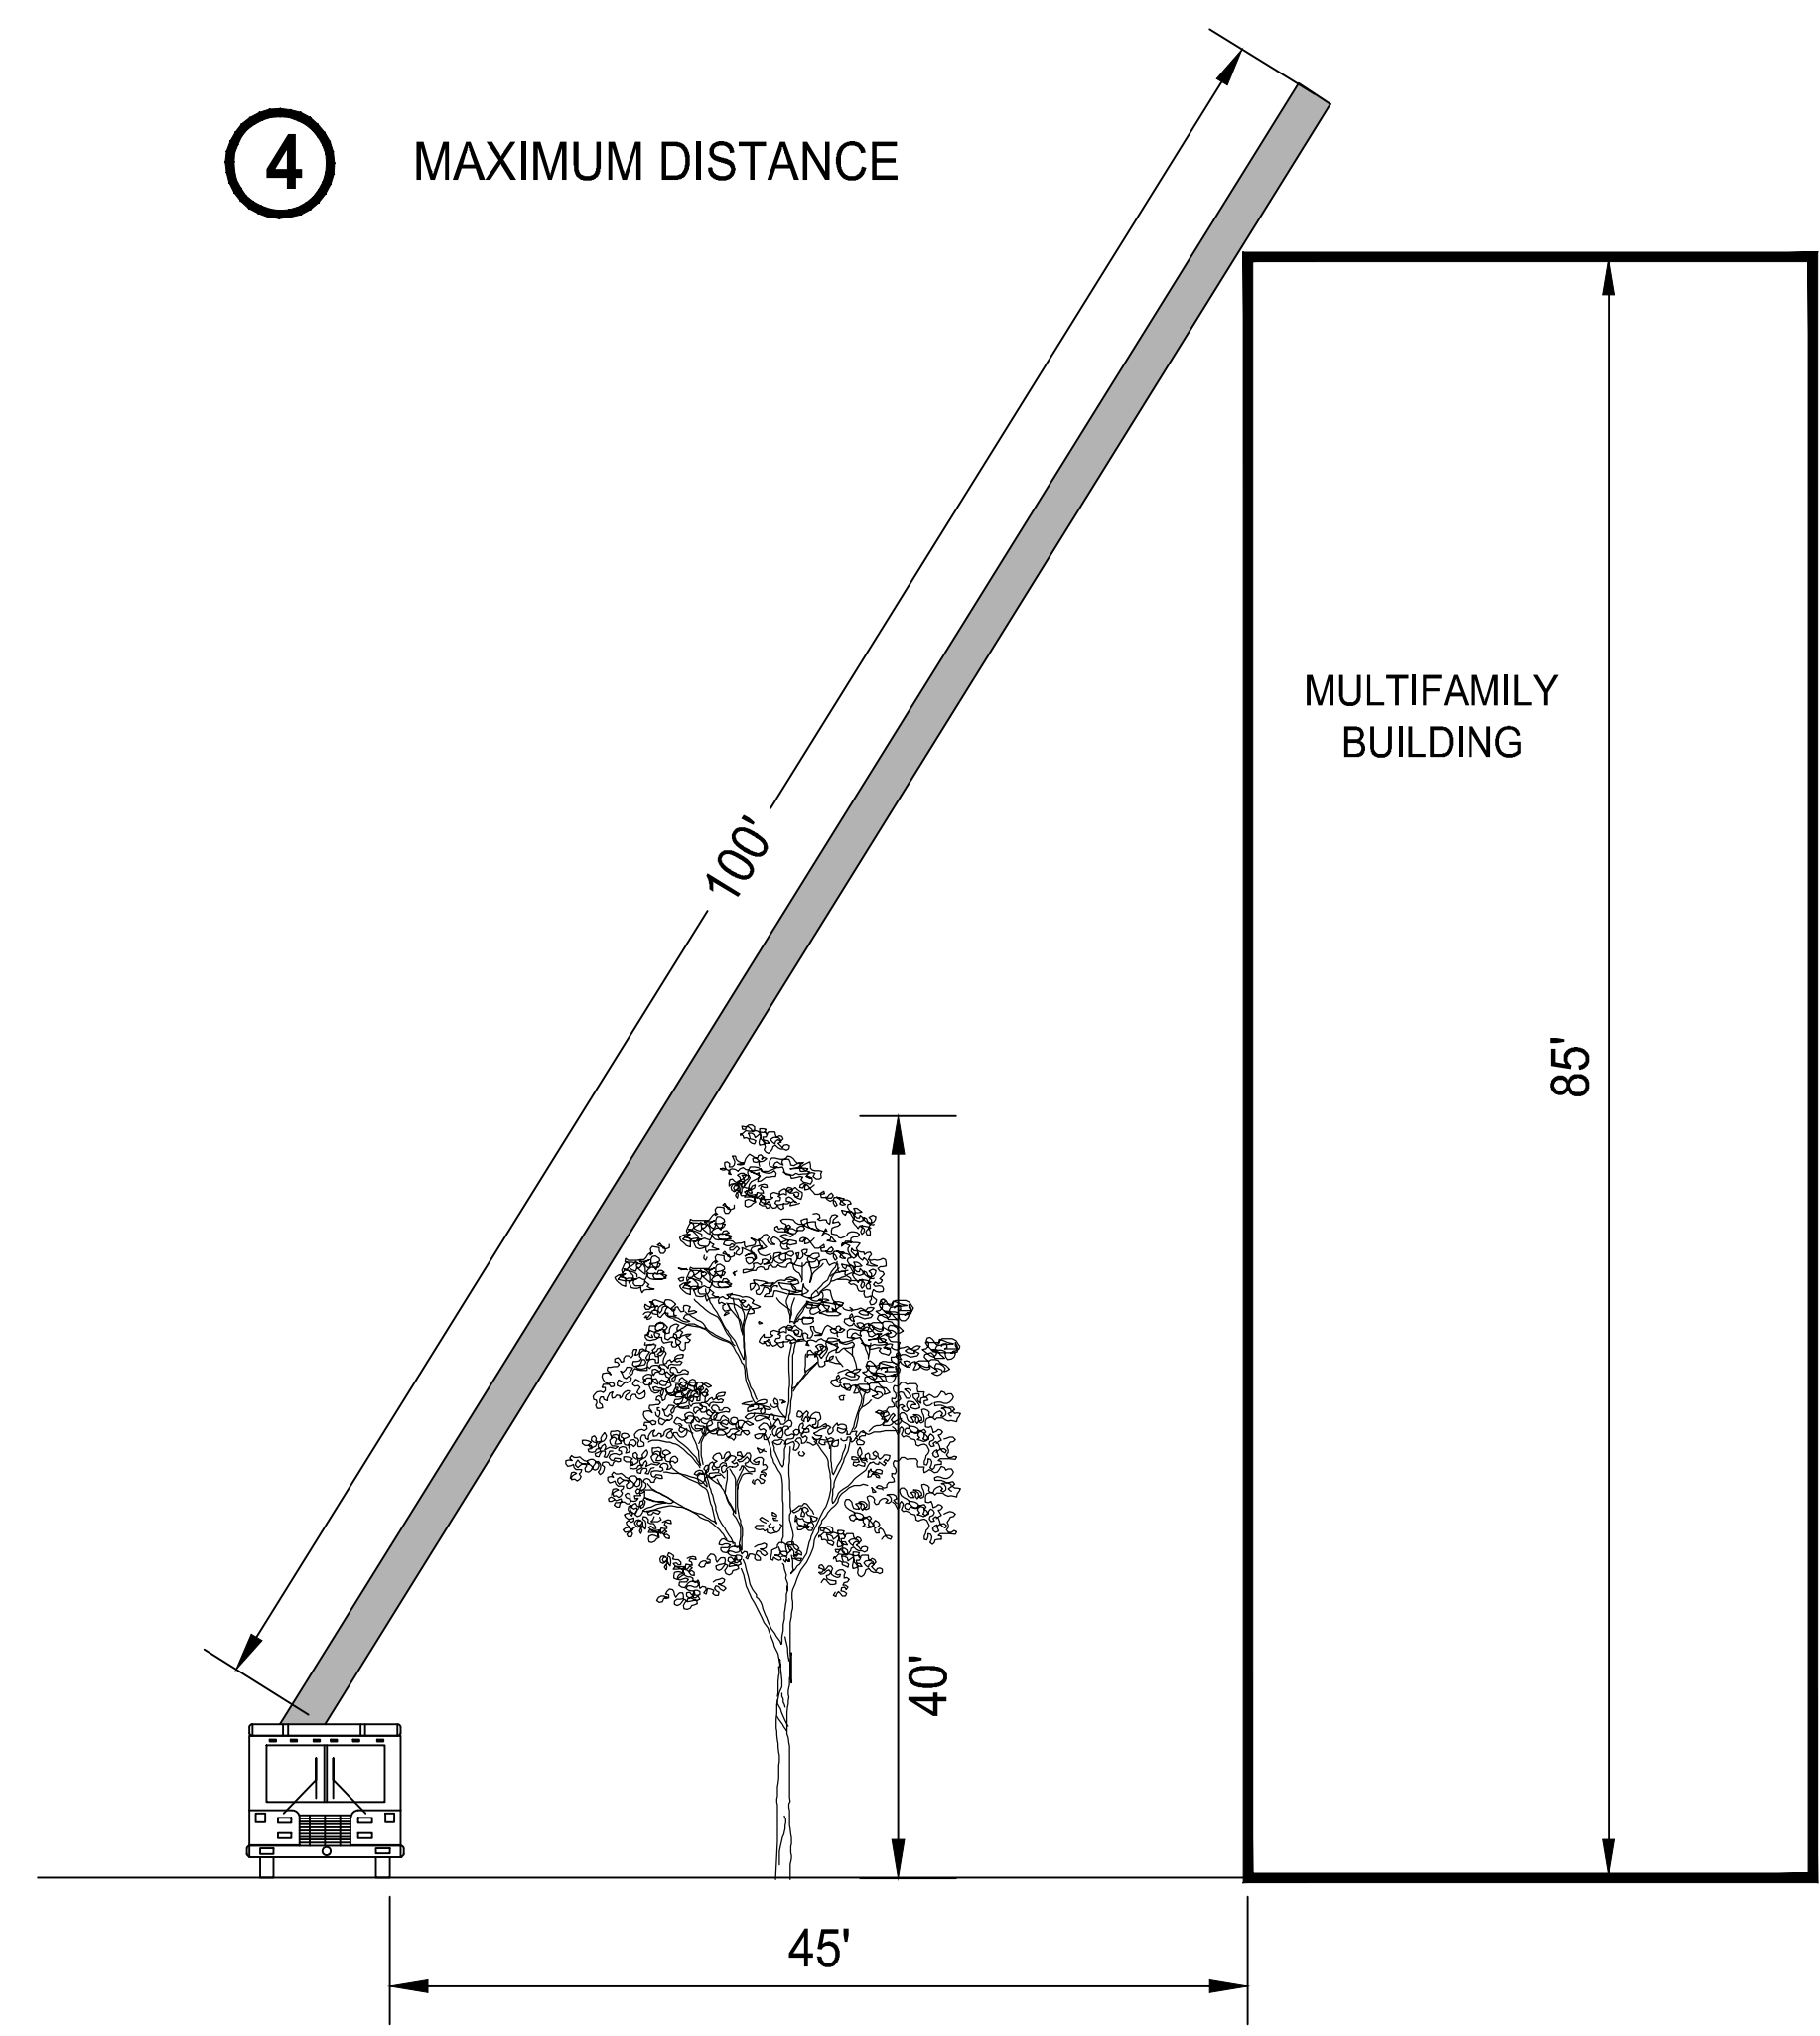 4 MAXIMUM DISTANCE
100'
MULTIFAMILY
BUILDING
85'
40'
45'